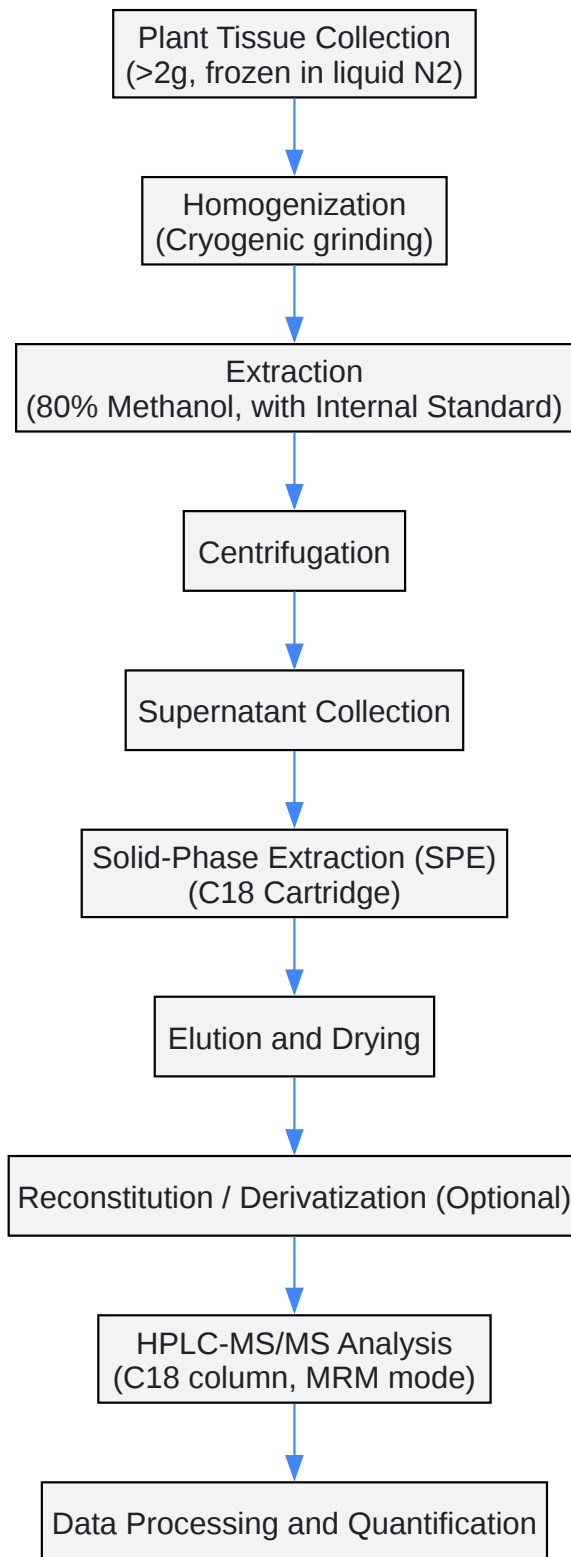 Plant Tissue Collection
(>2g, frozen in liquid N2)
Homogenization
(Cryogenic grinding)
Extraction
(80% Methanol, with Internal Standard)
Centrifugation
Supernatant Collection
Solid-Phase Extraction (SPE)
(C18 Cartridge)
Elution and Drying
Reconstitution / Derivatization (Optional)
HPLC-MS/MS Analysis
(C18 column, MRM mode)
Data Processing and Quantification